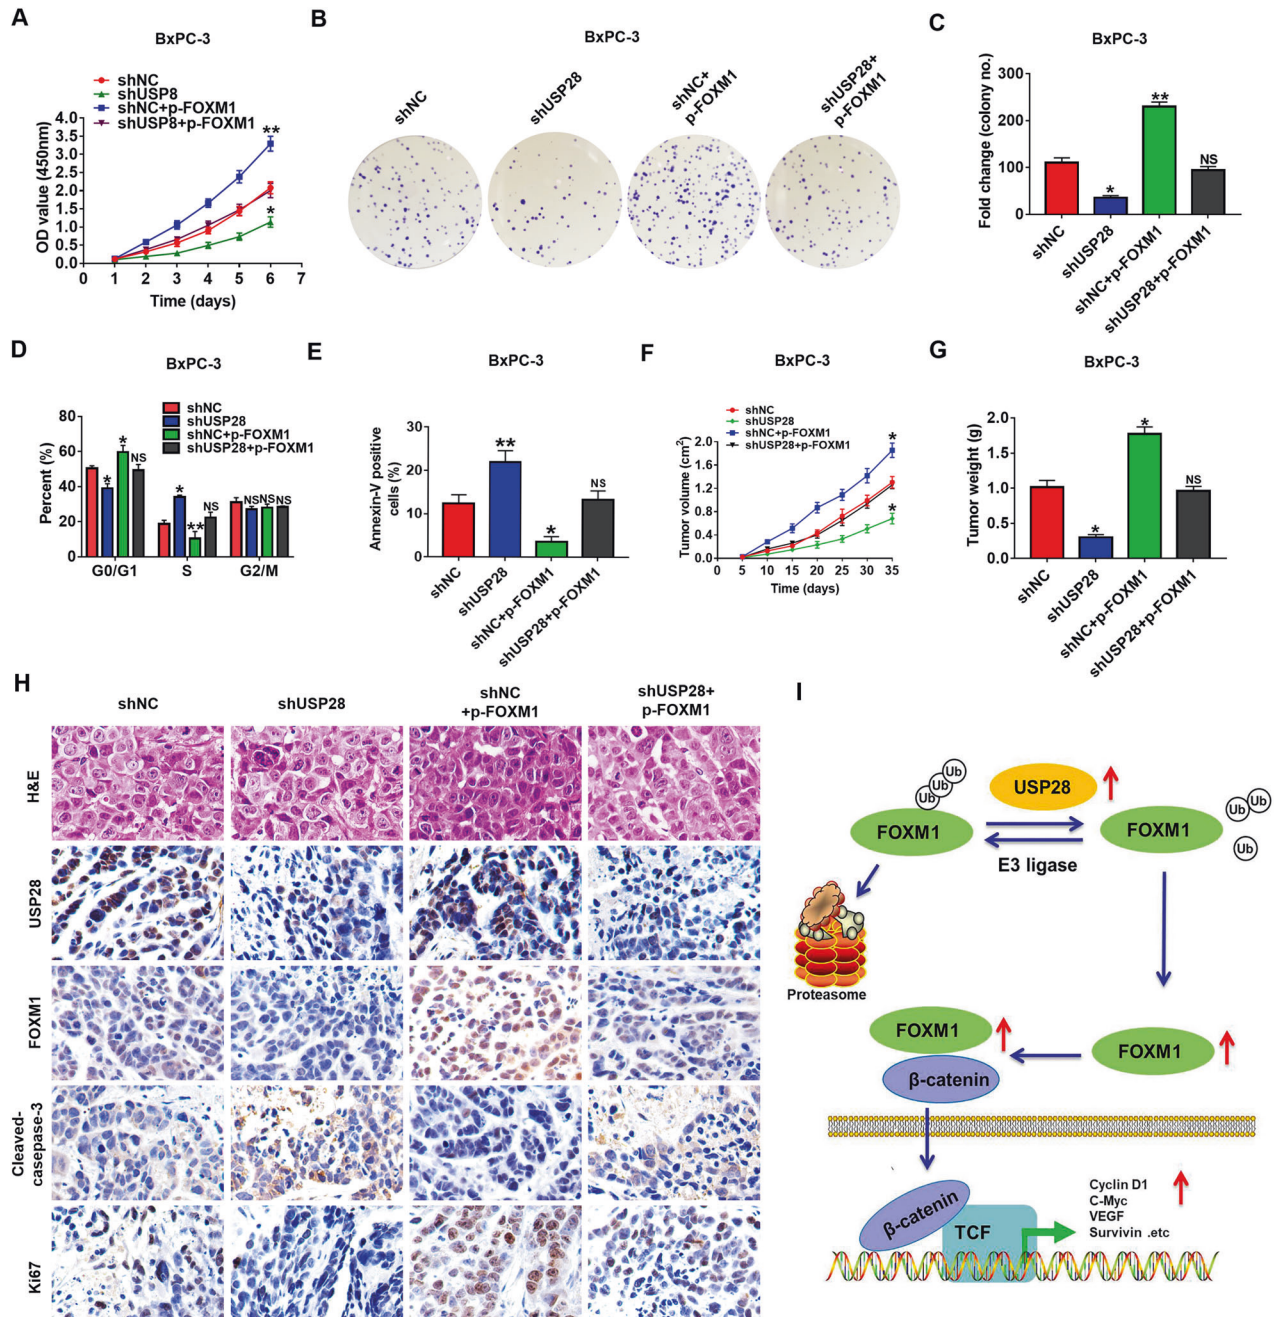 A
BxPC-3
shNC
shUSP8
shNC+p-FOXM1
shUSP8+p-FOXM1
OD value (450nm)
4.0
3.5
3.0
2.5
2.0
1.5
1.0
0.5
0.0
**
*
0 1 2 3 4 5 6 7
Time (days)
B
BxPC-3
shNC
shUSP28
shNC+
p-FOXM1
shUSP28+
p-FOXM1
C
BxPC-3
Fold change (colony no.)
300
200
100
0
*
**
NS
shNC
shUSP28
shNC+p-FOXM1
shUSP28+p-FOXM1
D
BxPC-3
shNC
shUSP28
shNC+p-FOXM1
shUSP28+p-FOXM1
Percent (%)
80
60
40
20
0
* * NS
* ** NS
NS NS NS
G0/G1 S G2/M
E
BxPC-3
Annexin-V positive
cells (%)
30
20
10
0
**
*
NS
shNC
shUSP28
shNC+p-FOXM1
shUSP28+p-FOXM1
F
BxPC-3
shNC
shUSP28
shNC+p-FOXM1
shUSP28+p-FOXM1
Tumor volume (cm2)
2.0
1.6
1.2
0.8
0.4
0.0
*
*
0 5 10 15 20 25 30 35
Time (days)
G
BxPC-3
Tumor weight (g)
2.0
1.5
1.0
0.5
0.0
*
*
NS
shNC
shUSP28
shNC+p-FOXM1
shUSP28+p-FOXM1
H
shNC
shUSP28
shNC
+p-FOXM1
shUSP28+
p-FOXM1
H&E
USP28
FOXM1
Cleaved-
casepase-3
Ki67
I
Ub
Ub
Ub
USP28
FOXM1
FOXM1
Ub
Ub
Ub
E3 ligase
Proteasome
FOXM1
β-catenin
FOXM1
β-catenin
TCF
Cyclin D1
C-Myc
VEGF
Survivin .etc